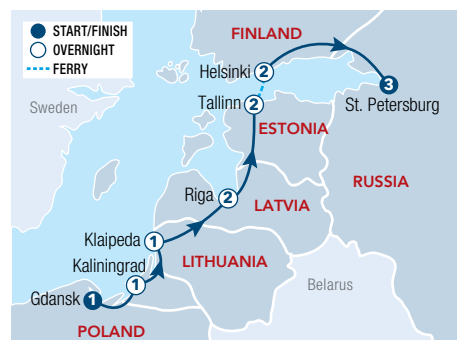 START/FINISH
OVERNIGHT
FERRY
FINLAND
Helsinki 2
Sweden
3
Tallinn 2
St. Petersburg
ESTONIA
RUSSIA
Riga 2
LATVIA
Klaipeda 1
Kaliningrad
LITHUANIA
1
Belarus
Gdansk 1
POLAND